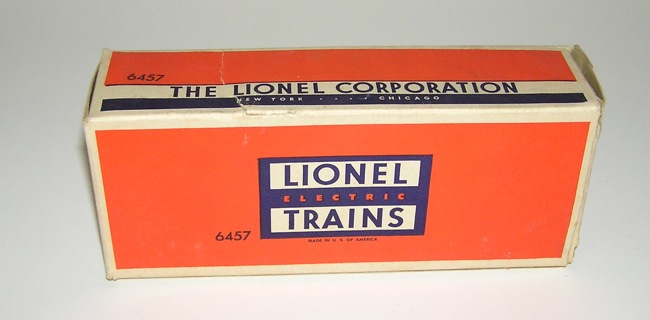 6457
THE LIONEL CORPORATION
NEW YORK · · · · CHICAGO
LIONEL
ELECTRIC
TRAINS
6457
MADE IN U. S. OF AMERICA